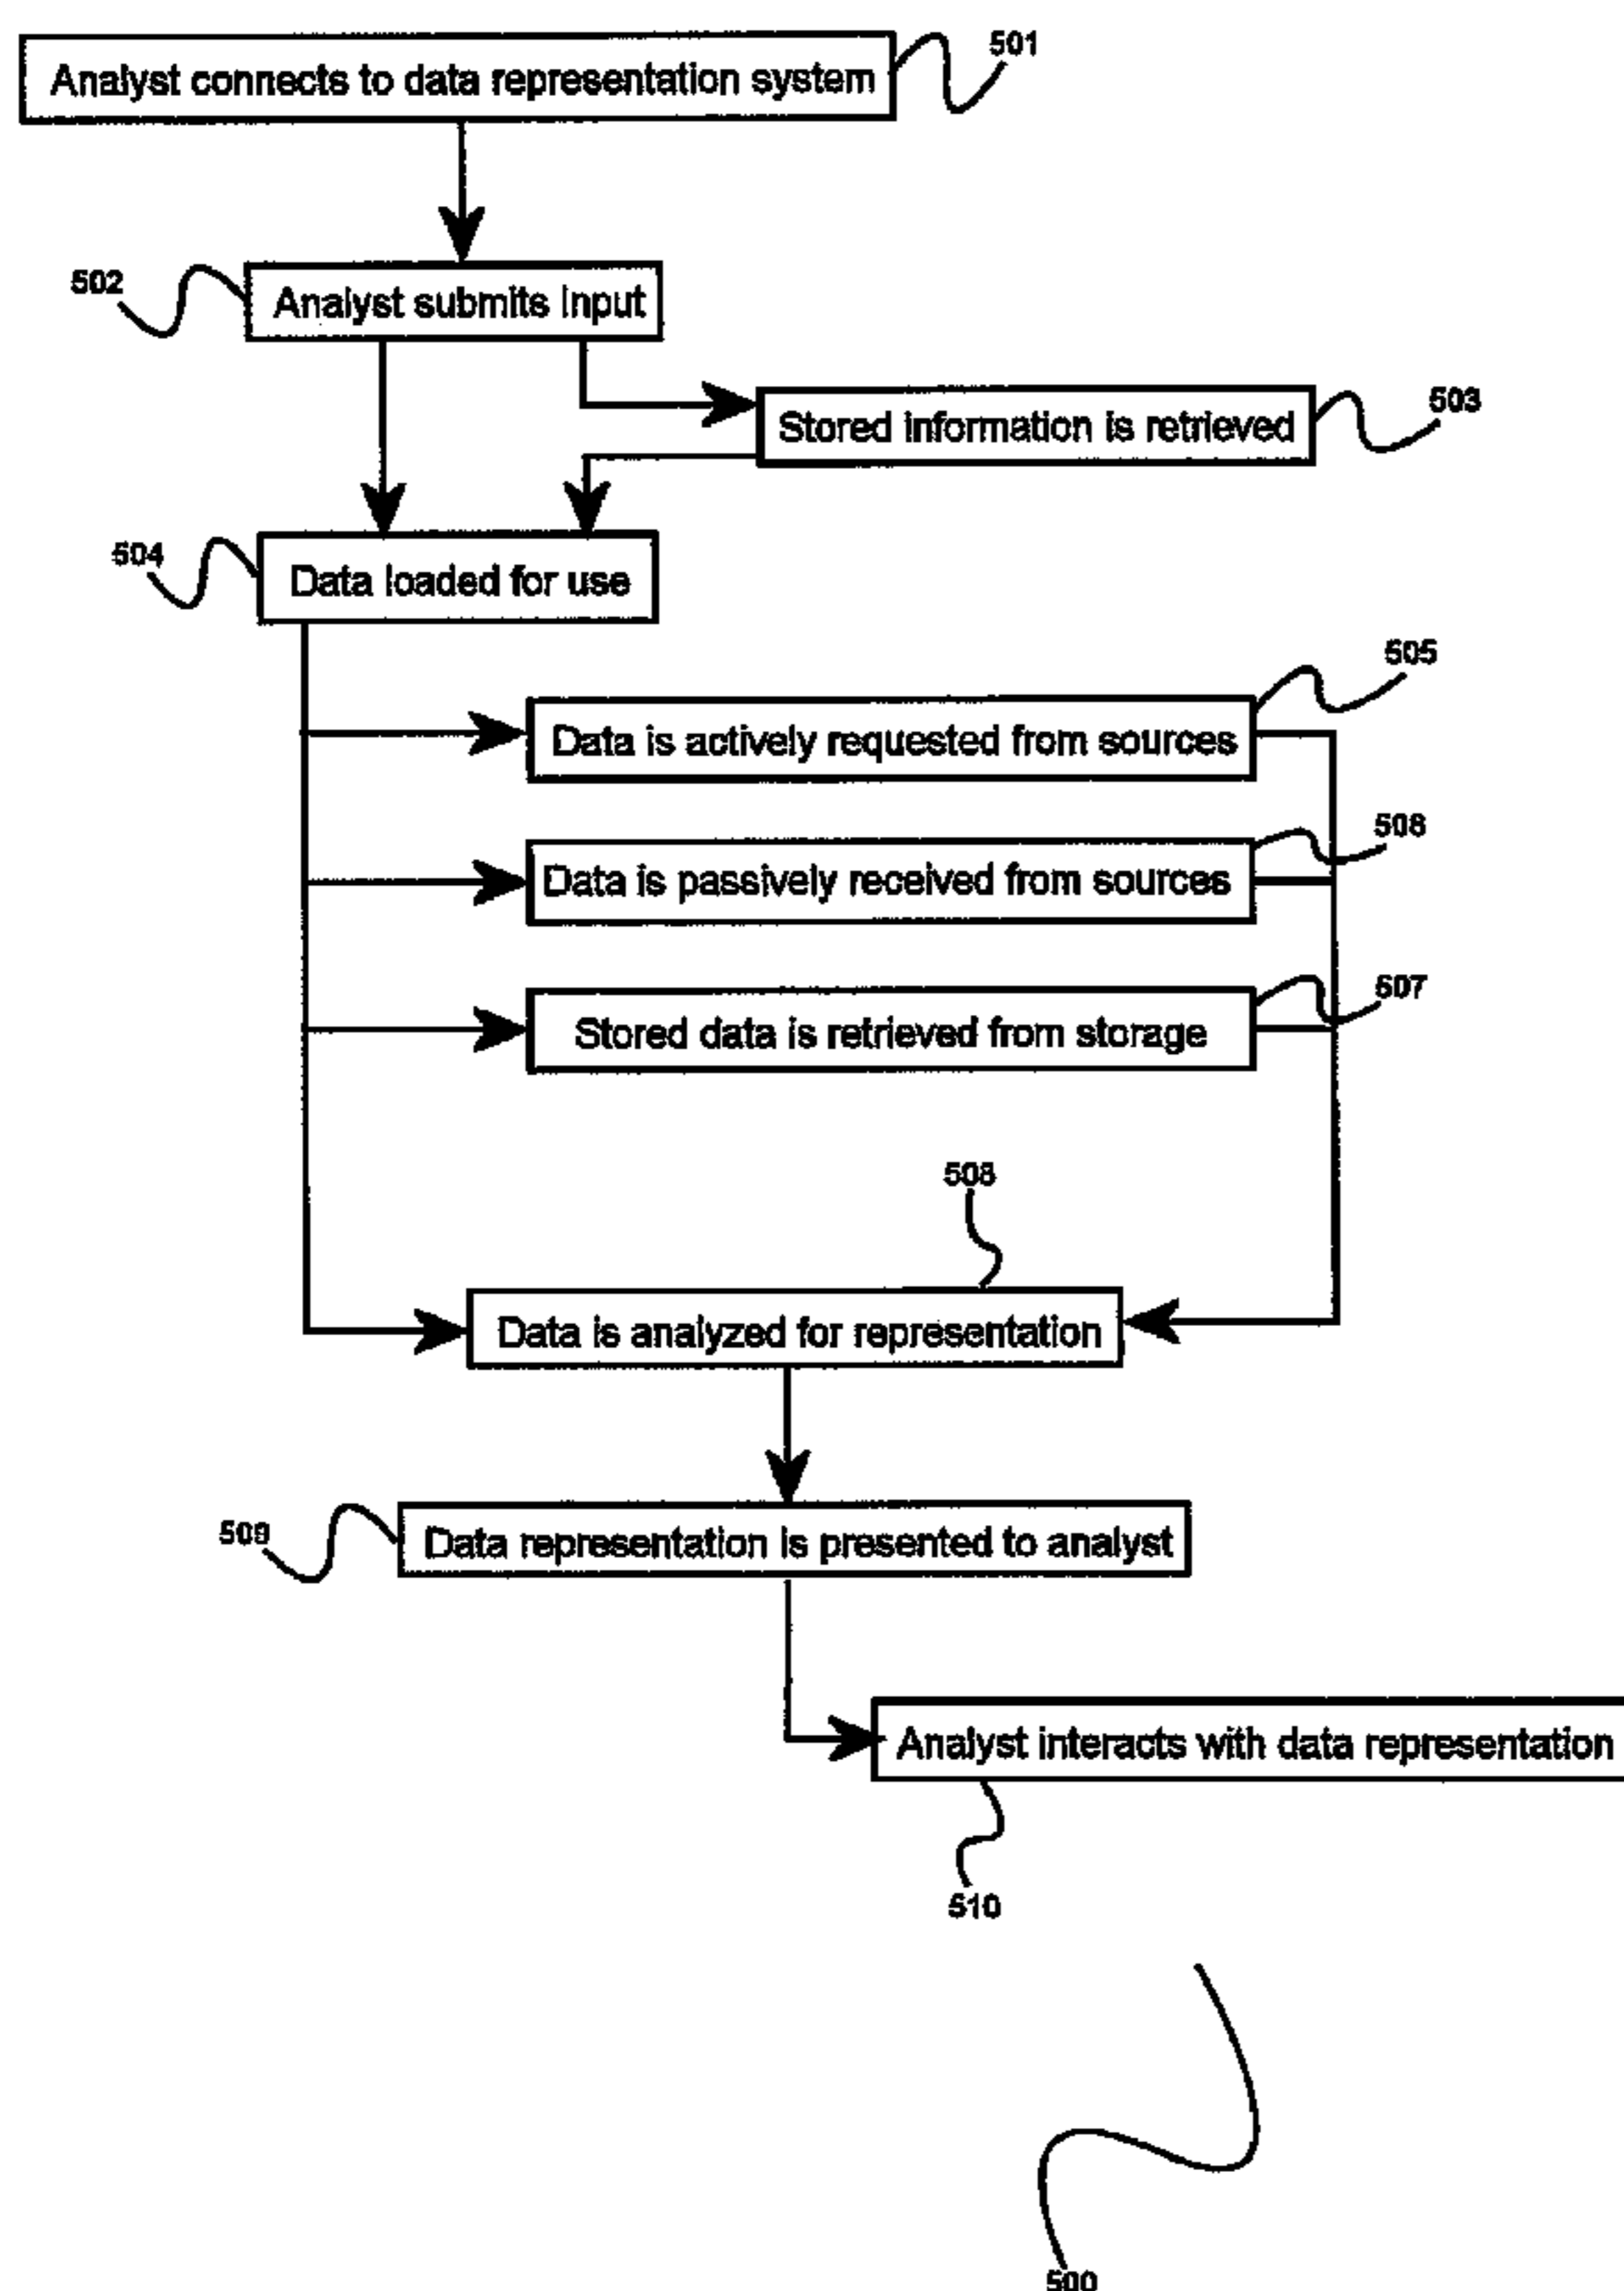 501
Analyst connects to data representation system
502
Analyst submits Input
503
Stored information is retrieved
504
Data loaded for use
505
Data is actively requested from sources
506
Data is passively received from sources
507
Stored data is retrieved from storage
508
Data is analyzed for representation
509
Data representation is presented to analyst
Analyst interacts with data representation
510
500